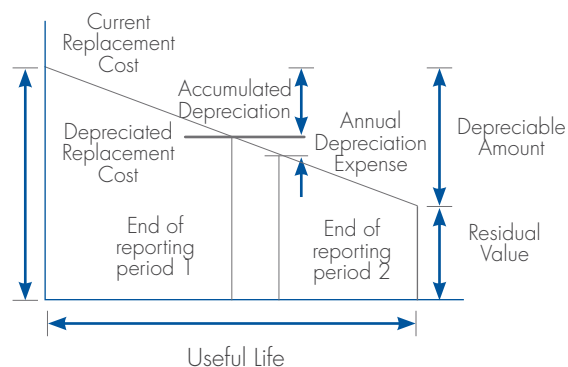 Current
Replacement
Cost
Accumulated
Depreciation
Depreciated
Replacement
Cost
Annual
Depreciation
Expense
Depreciable
Amount
End of
reporting
period 1
End of
reporting
period 2
Residual
Value
Useful Life